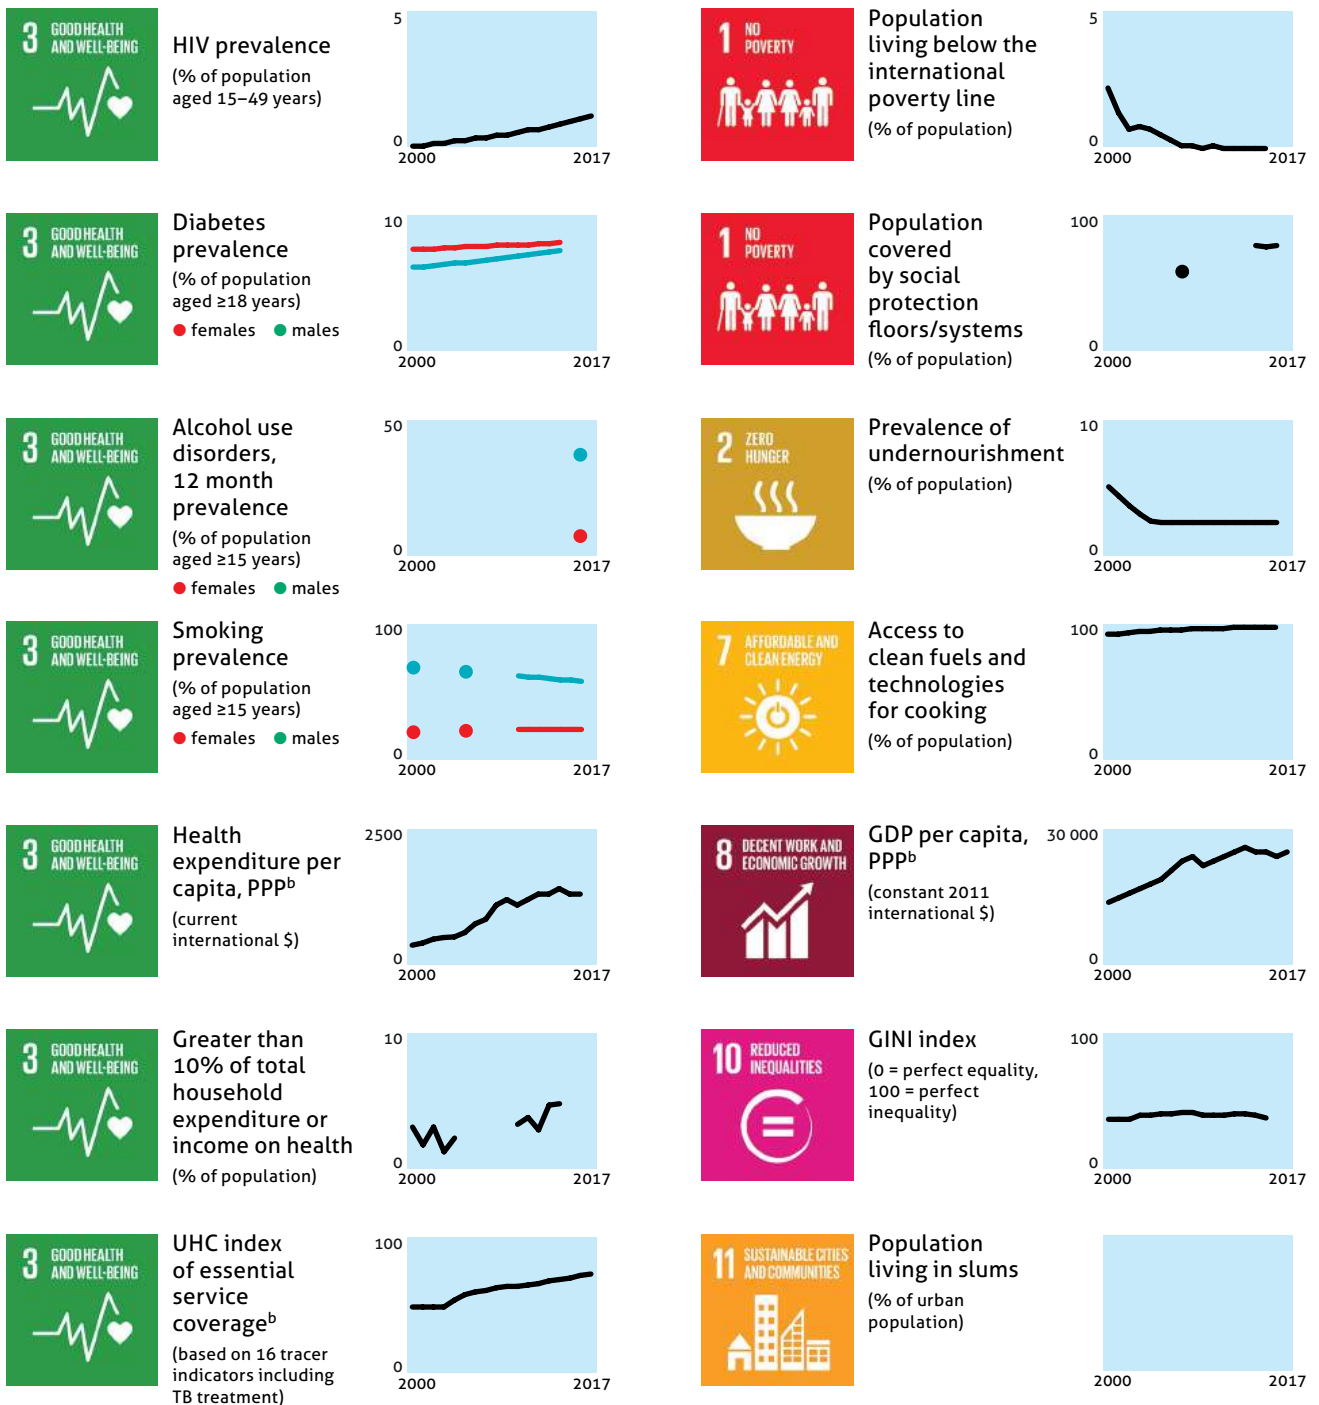 3 GOOD HEALTH
AND WELL-BEING
HIV prevalence
(% of population
aged 15–49 years)
5
0
2000 2017
3 GOOD HEALTH
AND WELL-BEING
Diabetes
prevalence
(% of population
aged ≥18 years)
females males
10
0
2000 2017
3 GOOD HEALTH
AND WELL-BEING
Alcohol use
disorders,
12 month
prevalence
(% of population
aged ≥15 years)
females males
50
0
2000 2017
3 GOOD HEALTH
AND WELL-BEING
Smoking
prevalence
(% of population
aged ≥15 years)
females males
100
0
2000 2017
3 GOOD HEALTH
AND WELL-BEING
Health
expenditure per
capita, PPPᵇ
(current
international $)
2500
0
2000 2017
3 GOOD HEALTH
AND WELL-BEING
Greater than
10% of total
household
expenditure or
income on health
(% of population)
10
0
2000 2017
3 GOOD HEALTH
AND WELL-BEING
UHC index
of essential
service
coverageᵇ
(based on 16 tracer
indicators including
TB treatment)
100
0
2000 2017
1 NO
POVERTY
Population
living below the
international
poverty line
(% of population)
5
0
2000 2017
1 NO
POVERTY
Population
covered
by social
protection
floors/systems
(% of population)
100
0
2000 2017
2 ZERO
HUNGER
Prevalence of
undernourishment
(% of population)
10
0
2000 2017
7 AFFORDABLE AND
CLEAN ENERGY
Access to
clean fuels and
technologies
for cooking
(% of population)
100
0
2000 2017
8 DECENT WORK AND
ECONOMIC GROWTH
GDP per capita,
PPPᵇ
(constant 2011
international $)
30 000
0
2000 2017
10 REDUCED
INEQUALITIES
GINI index
(0 = perfect equality,
100 = perfect
inequality)
100
0
2000 2017
11 SUSTAINABLE CITIES
AND COMMUNITIES
Population
living in slums
(% of urban
population)
2000 2017